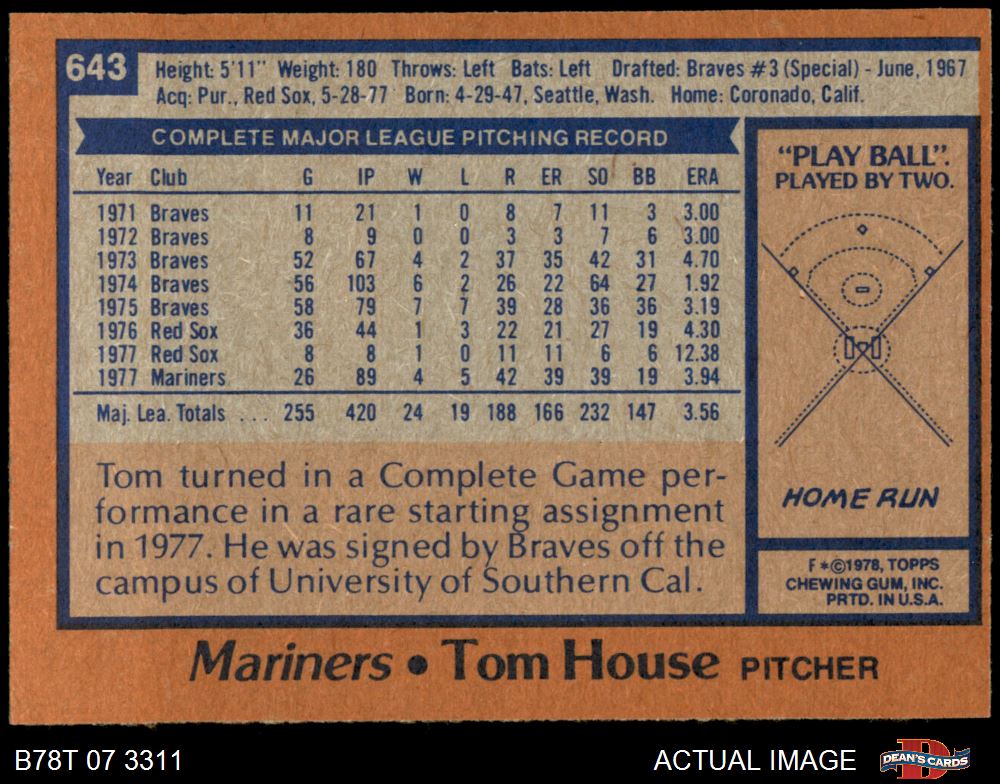 643
Height: 5'11" Weight: 180 Throws: Left Bats: Left Drafted: Braves #3 (Special) - June, 1967
Acq: Pur., Red Sox, 5-28-77 Born: 4-29-47, Seattle, Wash. Home: Coronado, Calif.
COMPLETE MAJOR LEAGUE PITCHING RECORD
Year Club G IP W L R ER SO BB ERA
1971 Braves 11 21 1 0 8 7 11 3 3.00
1972 Braves 8 9 0 0 3 3 7 6 3.00
1973 Braves 52 67 4 2 37 35 42 31 4.70
1974 Braves 56 103 6 2 26 22 64 27 1.92
1975 Braves 58 79 7 7 39 28 36 36 3.19
1976 Red Sox 36 44 1 3 22 21 27 19 4.30
1977 Red Sox 8 8 1 0 11 11 6 6 12.38
1977 Mariners 26 89 4 5 42 39 39 19 3.94
Maj. Lea. Totals ... 255 420 24 19 188 166 232 147 3.56
Tom turned in a Complete Game per-
formance in a rare starting assignment
in 1977. He was signed by Braves off the
campus of University of Southern Cal.
"PLAY BALL".
PLAYED BY TWO.
HOME RUN
F*©1978, TOPPS
CHEWING GUM, INC.
PRTD. IN U.S.A.
Mariners • Tom House PITCHER
B78T 07 3311
ACTUAL IMAGE
DEAN'S CARDS